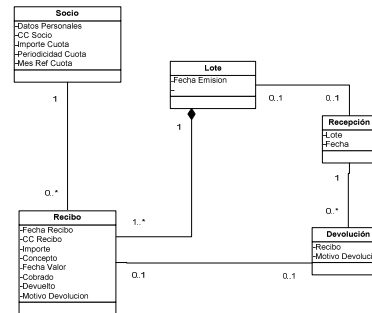 Socio
-Datos Personales
-CC Socio
-Importe Cuota
-Periodicidad Cuota
-Mes Ref Cuota
Lote
-Fecha Emision
-
1
0..1
0..1
Recepción
-Lote
-Fecha
1
1
0..*
1..*
0..*
Recibo
-Fecha Recibo
-CC Recibo
-Importe
-Concepto
-Fecha Valor
-Cobrado
-Devuelto
-Motivo Devolucion
Devolución
-Recibo
-Motivo Devoluci
0..1
0..1